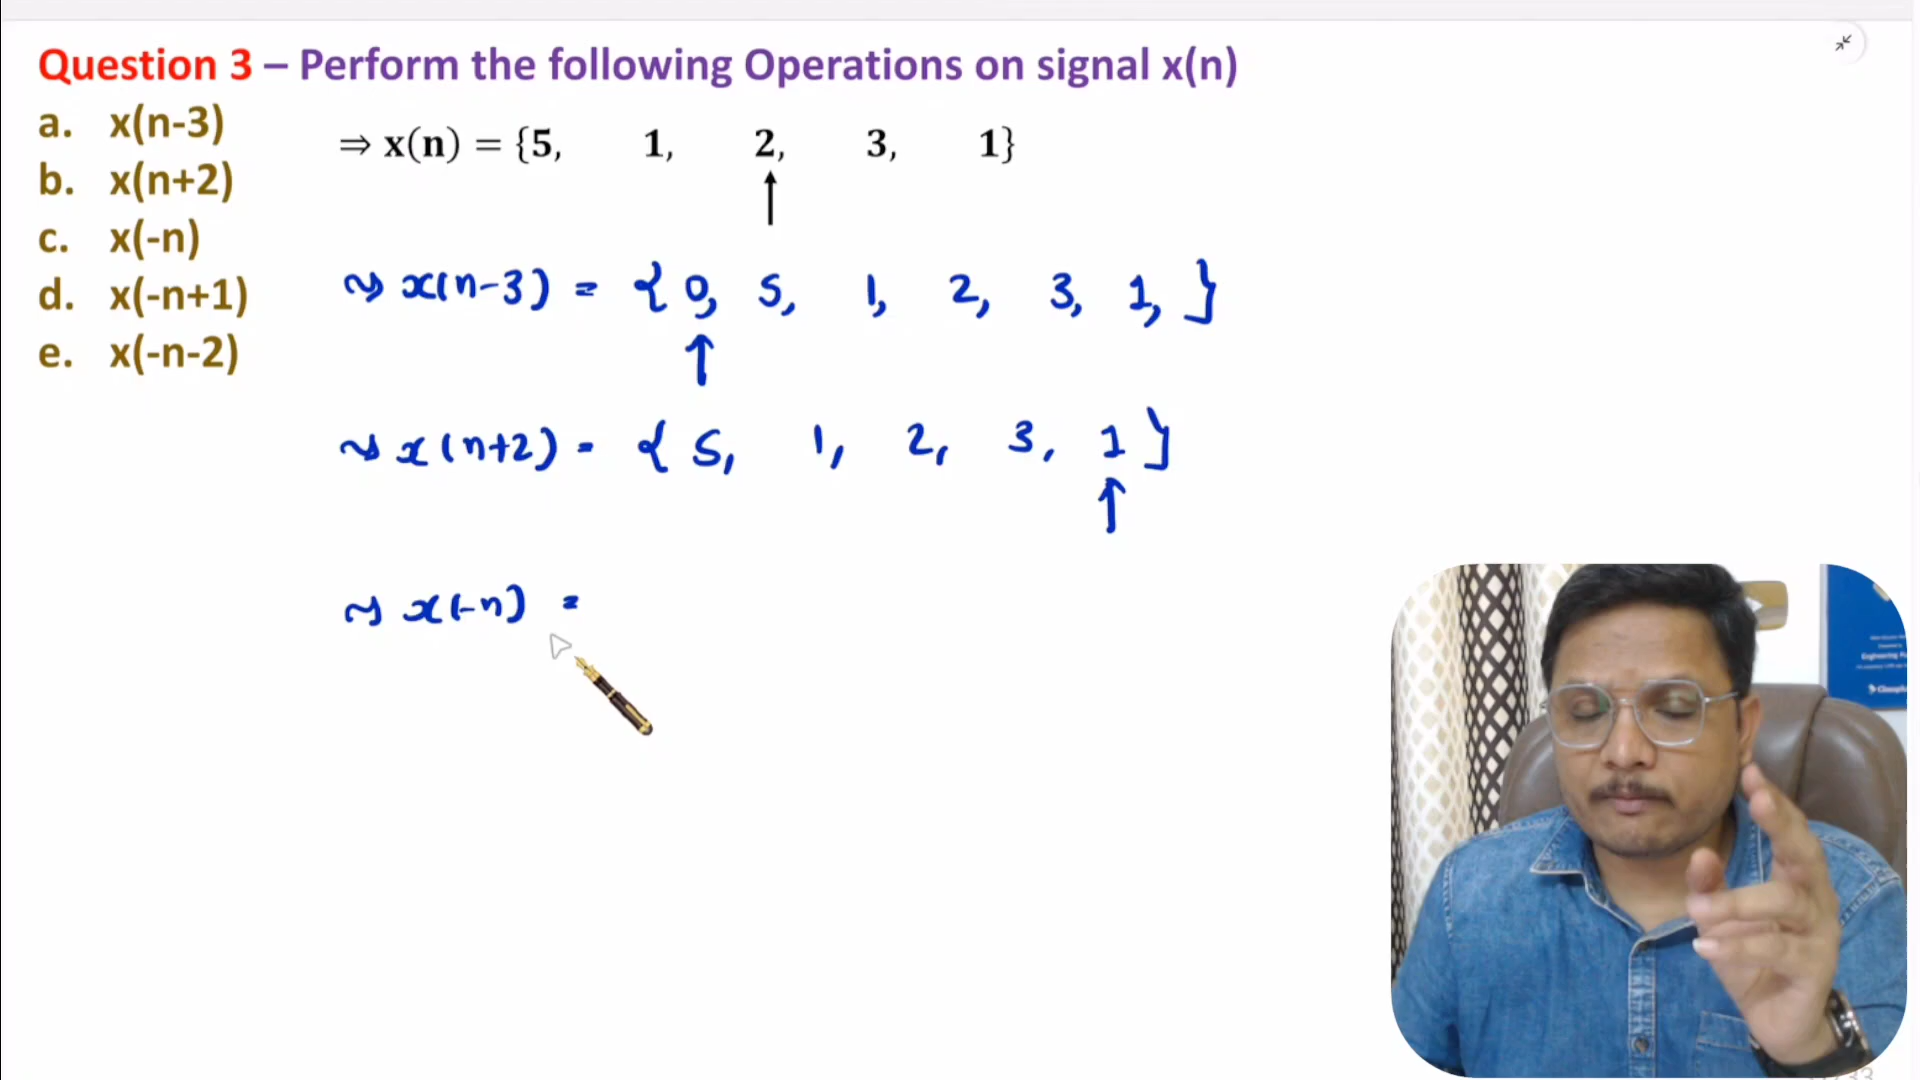 Question 3 – Perform the following Operations on signal x(n)
a. x(n-3)
b. x(n+2)
c. x(-n)
d. x(-n+1)
e. x(-n-2)
⇒ x(n) = {5, 1, 2, 3, 1}
↑
⇝ x(n-3) = { 0, 5, 1, 2, 3, 1, }
↑
⇝ x(n+2) = { 5, 1, 2, 3, 1 }
↑
⇝ x(-n) =